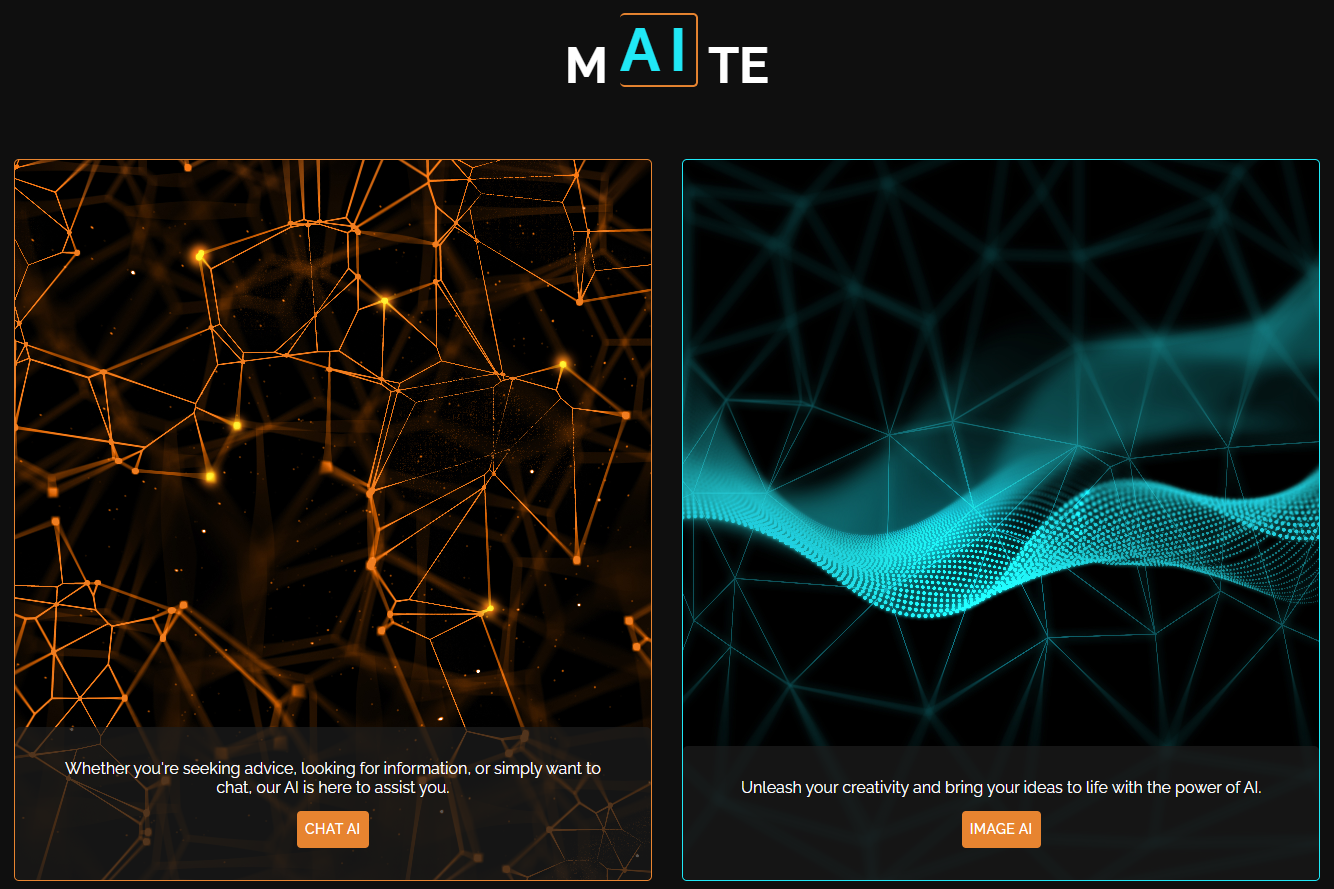 M AI TE
Whether you're seeking advice, looking for information, or simply want to
chat, our AI is here to assist you.
CHAT AI
Unleash your creativity and bring your ideas to life with the power of AI.
IMAGE AI